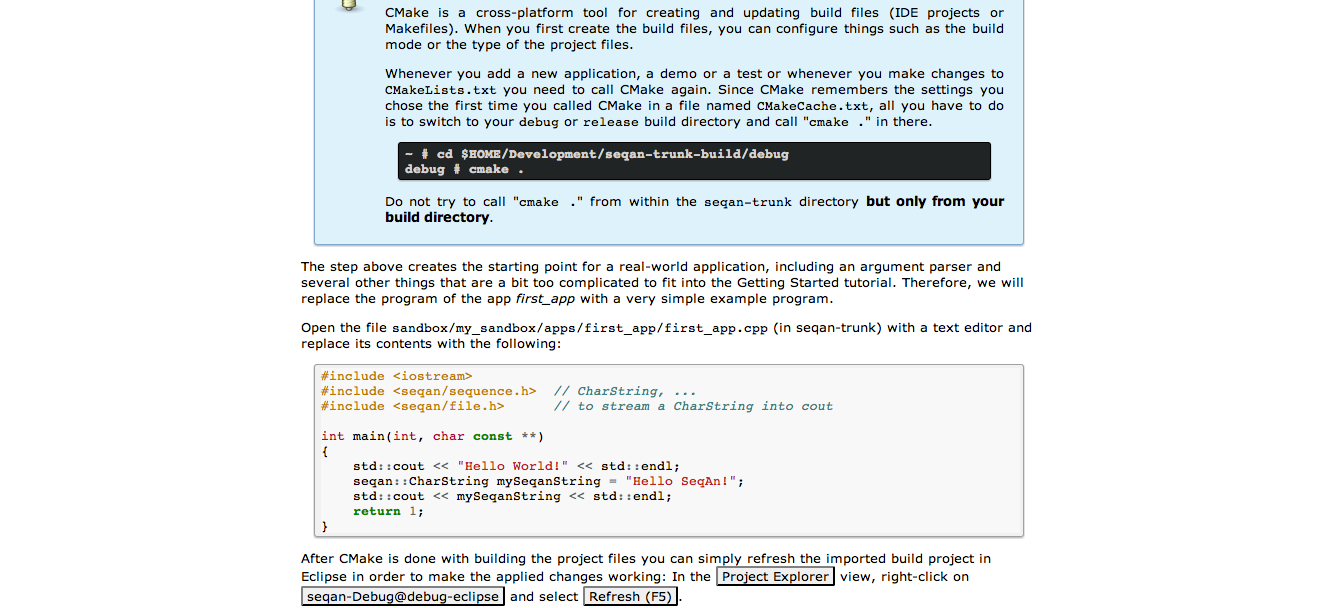 CMake is a cross-platform tool for creating and updating build files (IDE projects or
Makefiles). When you first create the build files, you can configure things such as the build
mode or the type of the project files.
Whenever you add a new application, a demo or a test or whenever you make changes to
CMakeLists.txt you need to call CMake again. Since CMake remembers the settings you
chose the first time you called CMake in a file named CMakeCache.txt, all you have to do
is to switch to your debug or release build directory and call "cmake ." in there.
~ # cd $HOME/Development/seqan-trunk-build/debug
debug # cmake .
Do not try to call "cmake ." from within the seqan-trunk directory but only from your
build directory.
The step above creates the starting point for a real-world application, including an argument parser and
several other things that are a bit too complicated to fit into the Getting Started tutorial. Therefore, we will
replace the program of the app first_app with a very simple example program.
Open the file sandbox/my_sandbox/apps/first_app/first_app.cpp (in seqan-trunk) with a text editor and
replace its contents with the following:
#include <iostream>
#include <seqan/sequence.h>  // CharString, ...
#include <seqan/file.h>      // to stream a CharString into cout
int main(int, char const **)
{
    std::cout << "Hello World!" << std::endl;
    seqan::CharString mySeqanString = "Hello SeqAn!";
    std::cout << mySeqanString << std::endl;
    return 1;
}
After CMake is done with building the project files you can simply refresh the imported build project in
Eclipse in order to make the applied changes working: In the Project Explorer view, right-click on
seqan-Debug@debug-eclipse and select Refresh (F5).